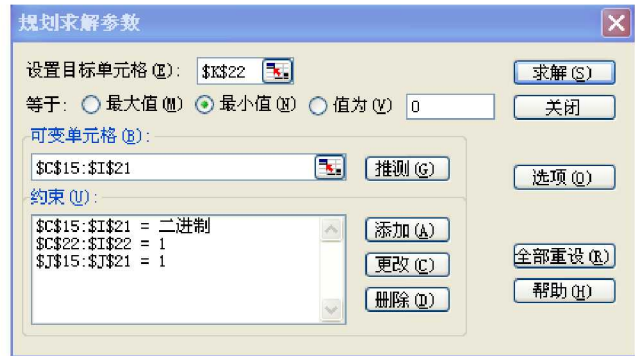 规划求解参数
设置目标单元格(E): $K$22 求解(S)
等于: 最大值(M) 最小值(N) 值为(V) 0 关闭
可变单元格(B):
$C$15:$I$21 推测(G) 选项(O)
约束(U):
$C$15:$I$21 = 二进制 添加(A)
$C$22:$I$22 = 1
$J$15:$J$21 = 1 更改(C) 全部重设(R)
删除(D) 帮助(H)